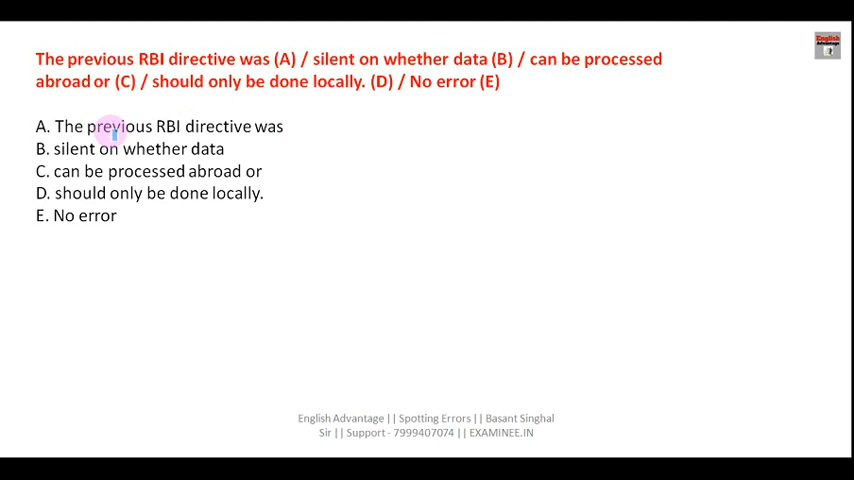 The previous RBI directive was (A) / silent on whether data (B) / can be processed
abroad or (C) / should only be done locally. (D) / No error (E)
English
Advantage
A. The previous RBI directive was
B. silent on whether data
C. can be processed abroad or
D. should only be done locally.
E. No error
English Advantage || Spotting Errors || Basant Singhal
Sir || Support - 7999407074 || EXAMINEE.IN